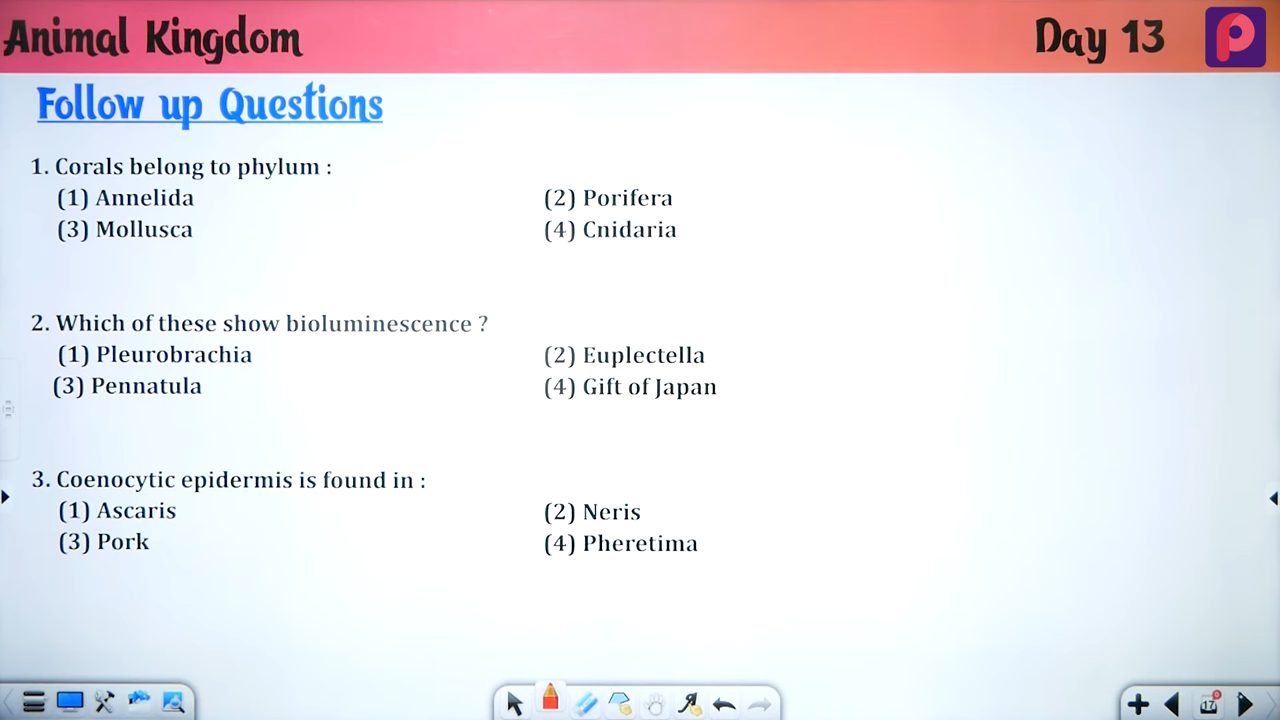 Animal Kingdom
Day 13
Follow up Questions
1. Corals belong to phylum :
(1) Annelida (2) Porifera
(3) Mollusca (4) Cnidaria
2. Which of these show bioluminescence ?
(1) Pleurobrachia (2) Euplectella
(3) Pennatula (4) Gift of Japan
3. Coenocytic epidermis is found in :
(1) Ascaris (2) Neris
(3) Pork (4) Pheretima
17